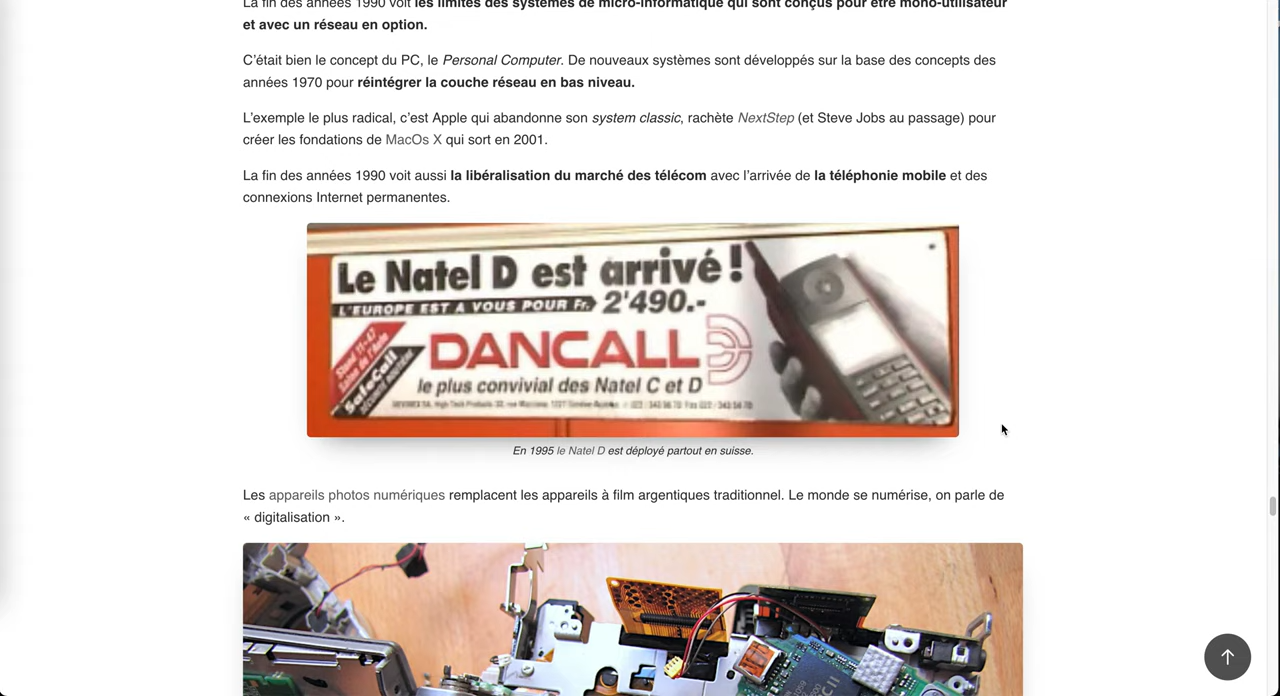 La fin des années 1990 voit les limites des systèmes de micro-informatique qui sont conçus pour être mono-utilisateur
et avec un réseau en option.
C’était bien le concept du PC, le Personal Computer. De nouveaux systèmes sont développés sur la base des concepts des
années 1970 pour réintégrer la couche réseau en bas niveau.
L’exemple le plus radical, c’est Apple qui abandonne son system classic, rachète NextStep (et Steve Jobs au passage) pour
créer les fondations de MacOs X qui sort en 2001.
La fin des années 1990 voit aussi la libéralisation du marché des télécom avec l’arrivée de la téléphonie mobile et des
connexions Internet permanentes.
Le Natel D est arrivé !
L'EUROPE EST A VOUS POUR Fr. 2'490.-
DANCALL
le plus convivial des Natel C et D
SafeCall
En 1995 le Natel D est déployé partout en suisse.
Les appareils photos numériques remplacent les appareils à film argentiques traditionnel. Le monde se numérise, on parle de
« digitalisation ».